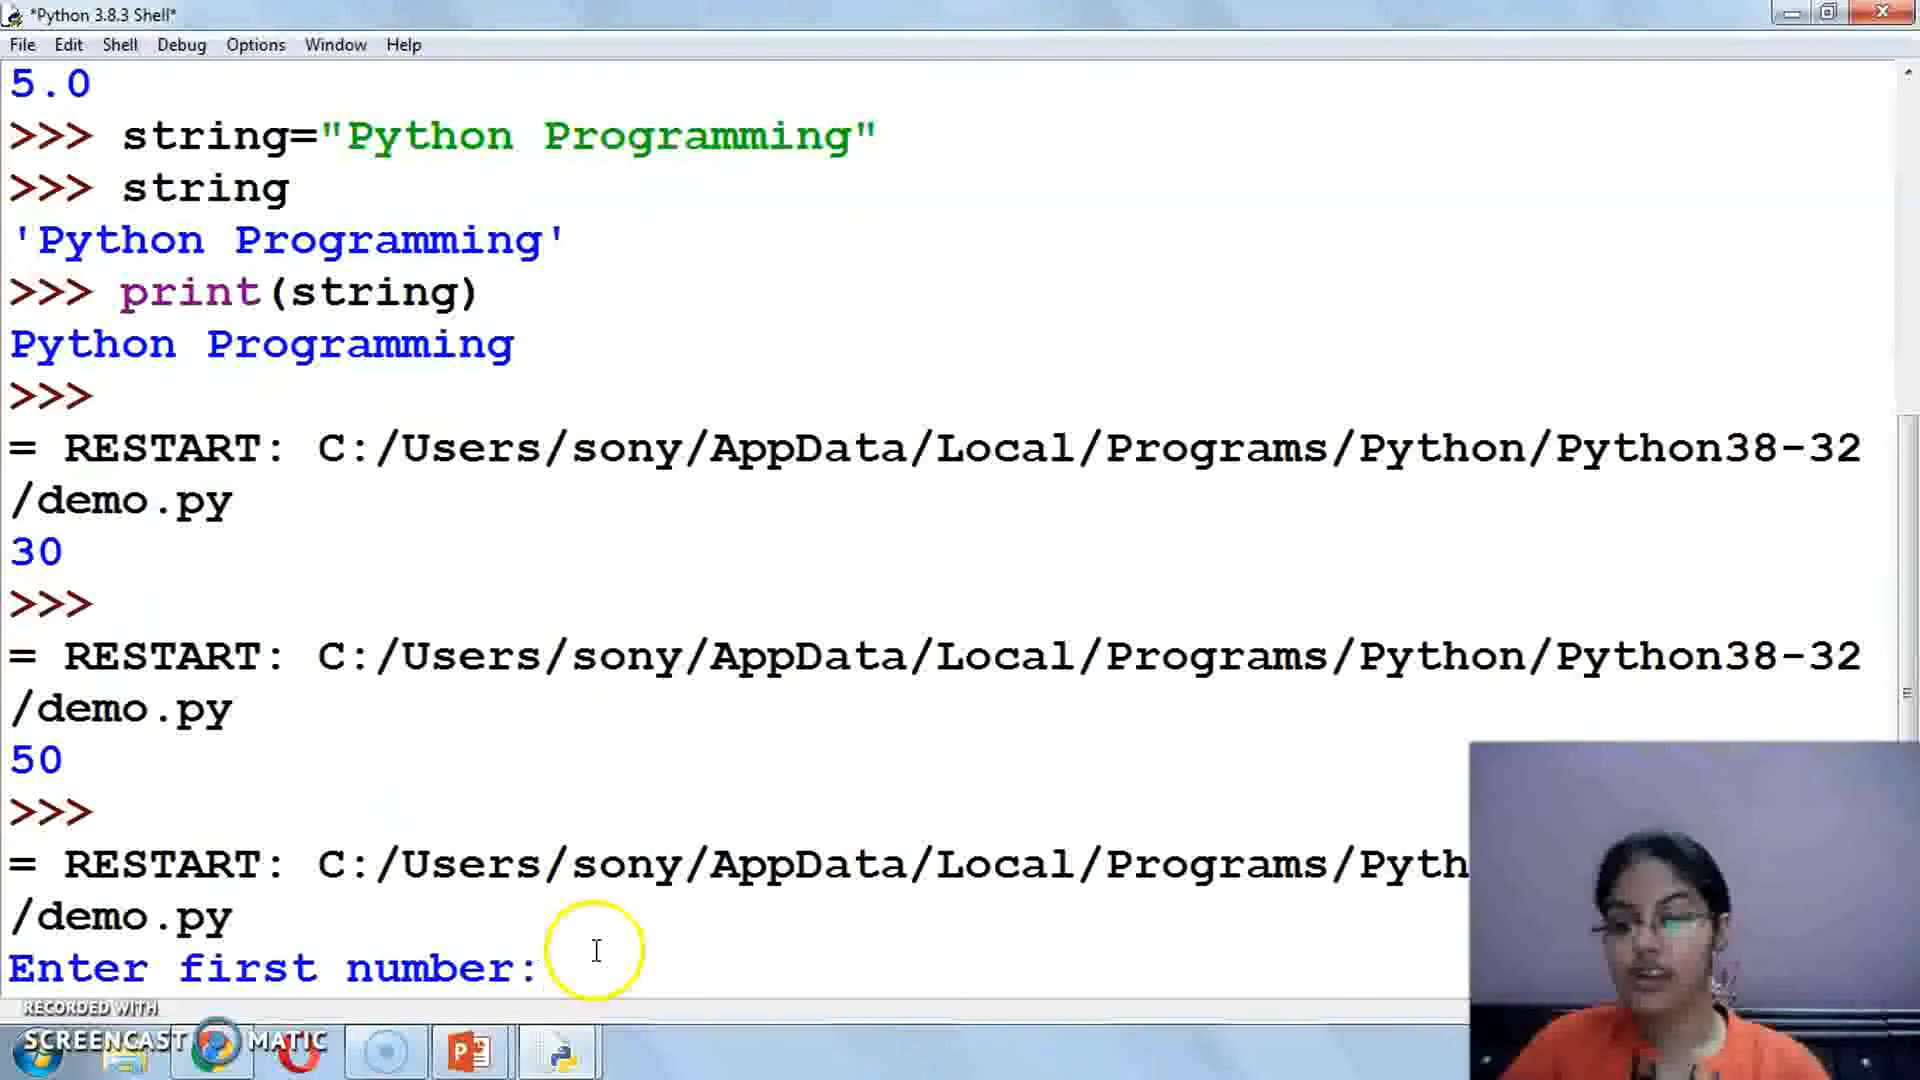 *Python 3.8.3 Shell*
File Edit Shell Debug Options Window Help
5.0
>>> string="Python Programming"
>>> string
'Python Programming'
>>> print(string)
Python Programming
>>>
= RESTART: C:/Users/sony/AppData/Local/Programs/Python/Python38-32
/demo.py
30
>>>
= RESTART: C:/Users/sony/AppData/Local/Programs/Python/Python38-32
/demo.py
50
>>>
= RESTART: C:/Users/sony/AppData/Local/Programs/Pyth
/demo.py
Enter first number:
RECORDED WITH
SCREENCAST MATIC